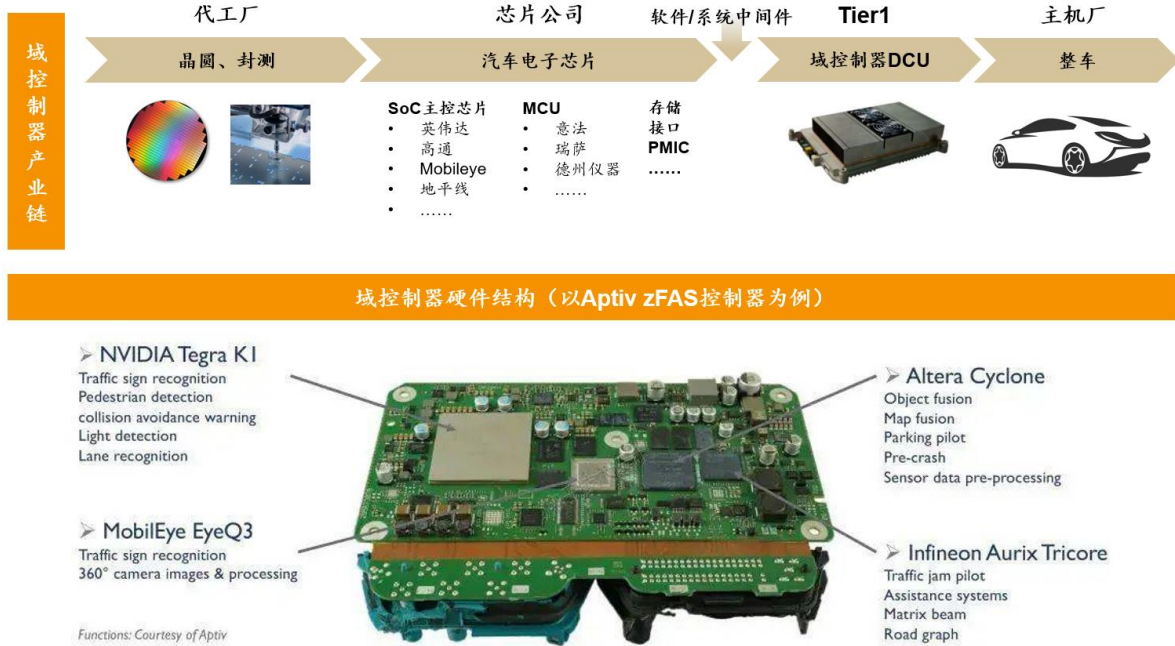 域控制器产业链
代工厂
芯片公司
软件/系统中间件
Tier1
主机厂
晶圆、封测
汽车电子芯片
域控制器DCU
整车
SoC主控芯片
• 英伟达
• 高通
• Mobileye
• 地平线
• ……
MCU
• 意法
• 瑞萨
• 德州仪器
• ……
存储
接口
PMIC
……
域控制器硬件结构（以Aptiv zFAS控制器为例）
➢ NVIDIA Tegra K1
Traffic sign recognition
Pedestrian detection
collision avoidance warning
Light detection
Lane recognition
➢ MobilEye EyeQ3
Traffic sign recognition
360° camera images & processing
Functions: Courtesy of Aptiv
➢ Altera Cyclone
Object fusion
Map fusion
Parking pilot
Pre-crash
Sensor data pre-processing
➢ Infineon Aurix Tricore
Traffic jam pilot
Assistance systems
Matrix beam
Road graph